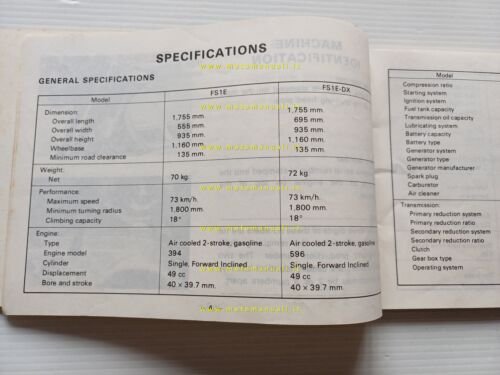 SPECIFICATIONS
GENERAL SPECIFICATIONS
Model FS1E FS1E-DX
Dimension:
Overall length 1,755 mm. 1,755 mm.
Overall width 555 mm. 695 mm.
Overall height 935 mm. 935 mm.
Wheelbase 1,160 mm. 1,160 mm.
Minimum road clearance 135 mm. 135 mm.
Weight:
Net 70 kg. 72 kg.
Performance:
Maximum speed 73 km/h. 73 km/h.
Minimum turning radius 1,800 mm. 1,800 mm.
Climbing capacity 18° 18°
Engine:
Type Air cooled 2-stroke, gasoline Air cooled 2-stroke, gasoline
Engine model 394 596
Cylinder Single, Forward Inclined Single, Forward Inclined
Displacement 49 cc 49 cc
Bore and stroke 40 × 39.7 mm. 40 × 39.7 mm.
Model
Compression ratio
Starting system
Ignition system
Fuel tank capacity
Transmission oil capacity
Lubricating system
Battery capacity
Battery type
Generator system
Generator type
Generator manufacturer
Spark plug
Carburator
Air cleaner
Transmission:
Primary reduction system
Primary reduction ratio
Secondary reduction system
Secondary reduction ratio
Clutch
Gear box type
Operating system